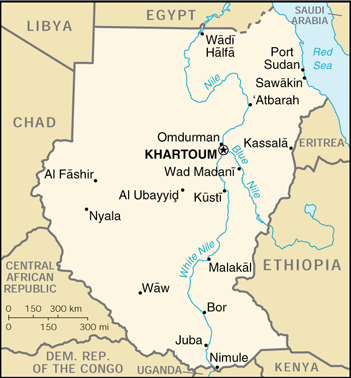 SAUDI
ARABIA
EGYPT
LIBYA
Wādī
Ḥalfā
Port
Sudan
Red
Sea
Nile
Sawākin
'Atbarah
CHAD
Omdurman
KHARTOUM
Kassalā
ERITREA
Blue
Nile
Wad Madanī
Al Fāshir
Al Ubayyiḍ
Kūstī
Nyala
White Nile
Malakāl
ETHIOPIA
CENTRAL
AFRICAN
REPUBLIC
Wāw
0 150 300 km
0 150 300 mi
Bor
Juba
Nimule
DEM. REP.
OF THE CONGO
UGANDA
KENYA